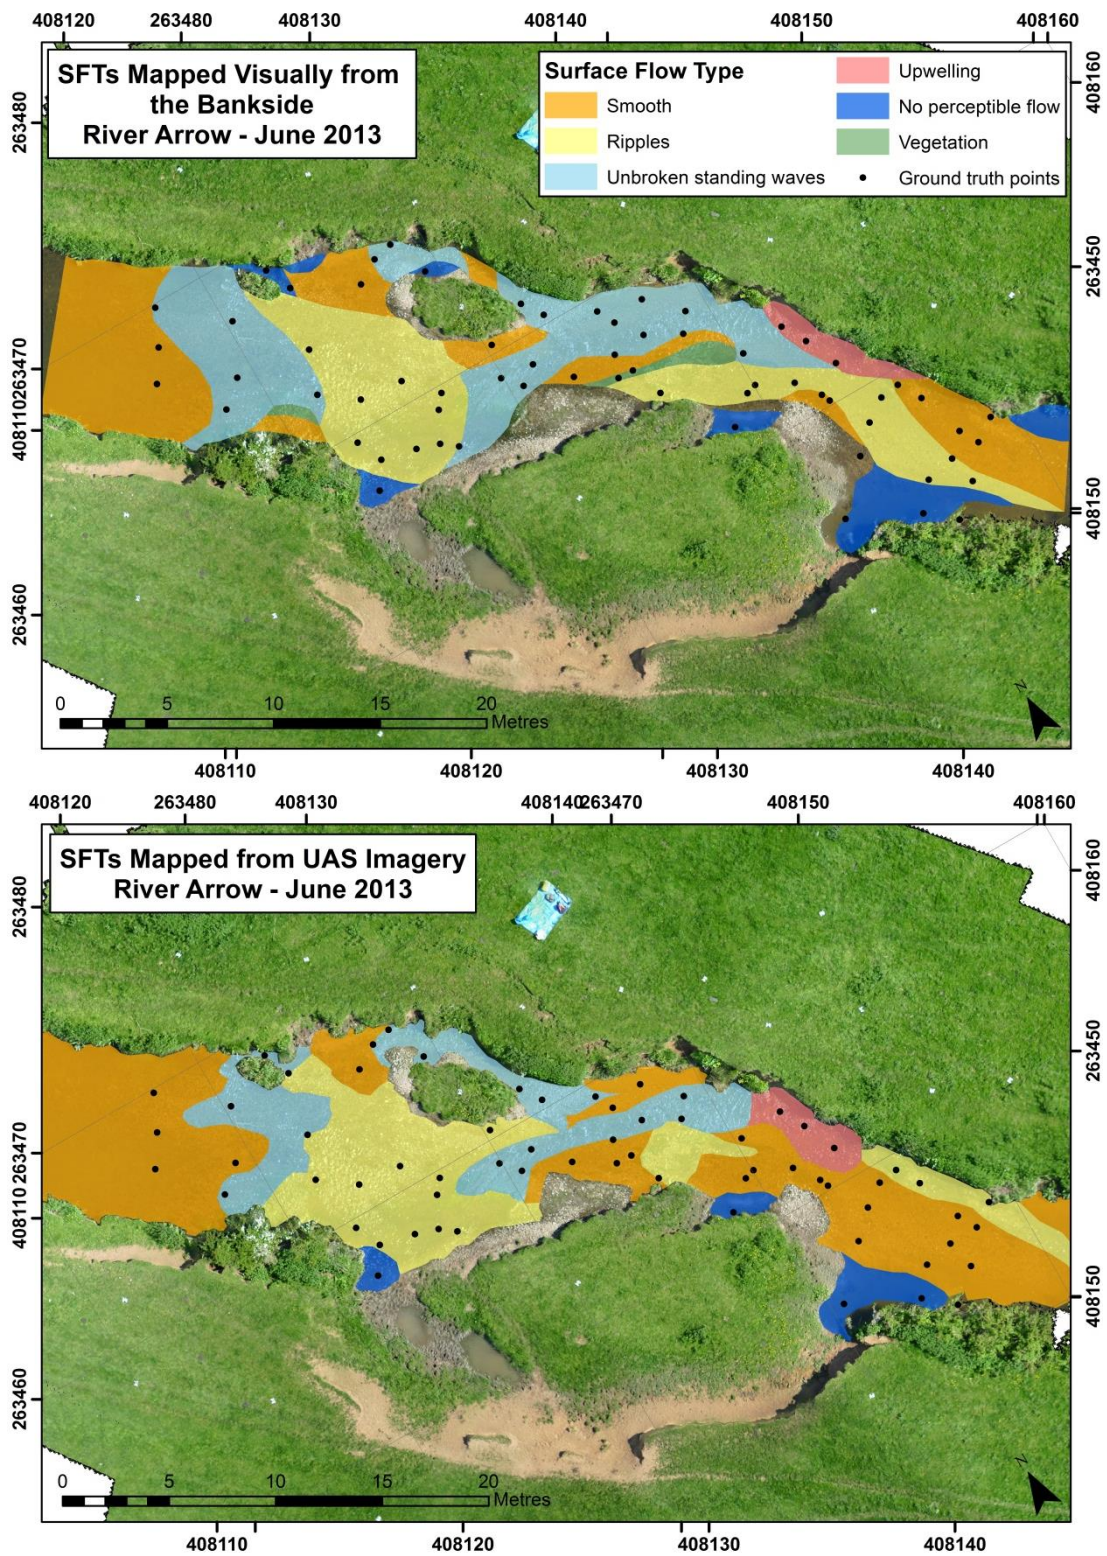 408120 263480 408130 408140 408150 408160
SFTs Mapped Visually from
the Bankside
River Arrow - June 2013
Surface Flow Type
Smooth
Ripples
Unbroken standing waves
Upwelling
No perceptible flow
Vegetation
Ground truth points
263480
263470
408110
263460
408160
263450
408150
0 5 10 15 20
Metres
N
408110 408120 408130 408140
408120 263480 408130 408140 263470 408150 408160
SFTs Mapped from UAS Imagery
River Arrow - June 2013
263480
263470
408110
263460
408160
263450
408150
0 5 10 15 20
Metres
N
408110 408120 408130 408140